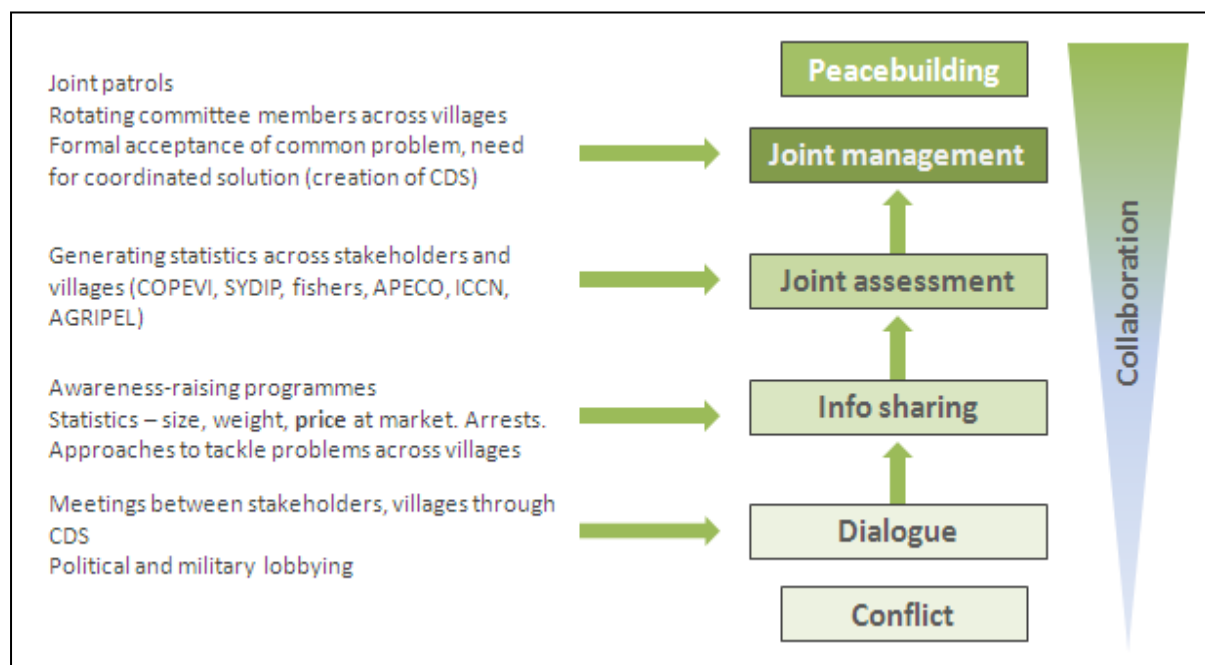 Peacebuilding
Joint patrols
Rotating committee members across villages
Formal acceptance of common problem, need
for coordinated solution (creation of CDS)
Joint management
Generating statistics across stakeholders and
villages (COPEVI, SYDIP, fishers, APECO, ICCN,
AGRIPEL)
Joint assessment
Awareness-raising programmes
Statistics – size, weight, price at market. Arrests.
Approaches to tackle problems across villages
Info sharing
Meetings between stakeholders, villages through
CDS
Political and military lobbying
Dialogue
Conflict
Collaboration